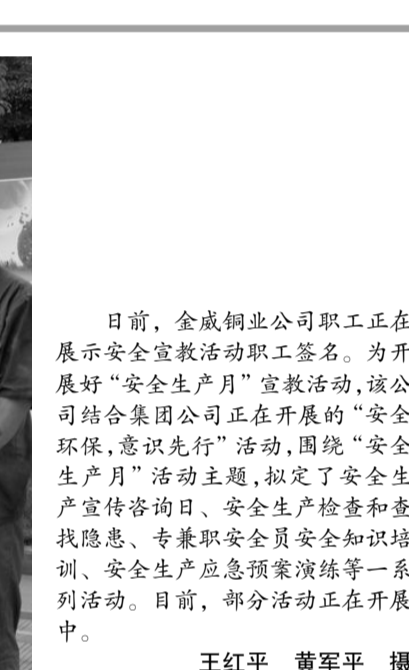 日前，金威铜业公司职工正在
展示安全宣教活动职工签名。为开
展好“安全生产月”宣教活动，该公
司结合集团公司正在开展的“安全
环保，意识先行”活动，围绕“安全
生产月”活动主题，拟定了安全生
产宣传咨询日、安全生产检查和查
找隐患、专兼职安全员安全知识培
训、安全生产应急预案演练等一系
列活动。目前，部分活动正在开展
中。
王红平 黄军平 摄